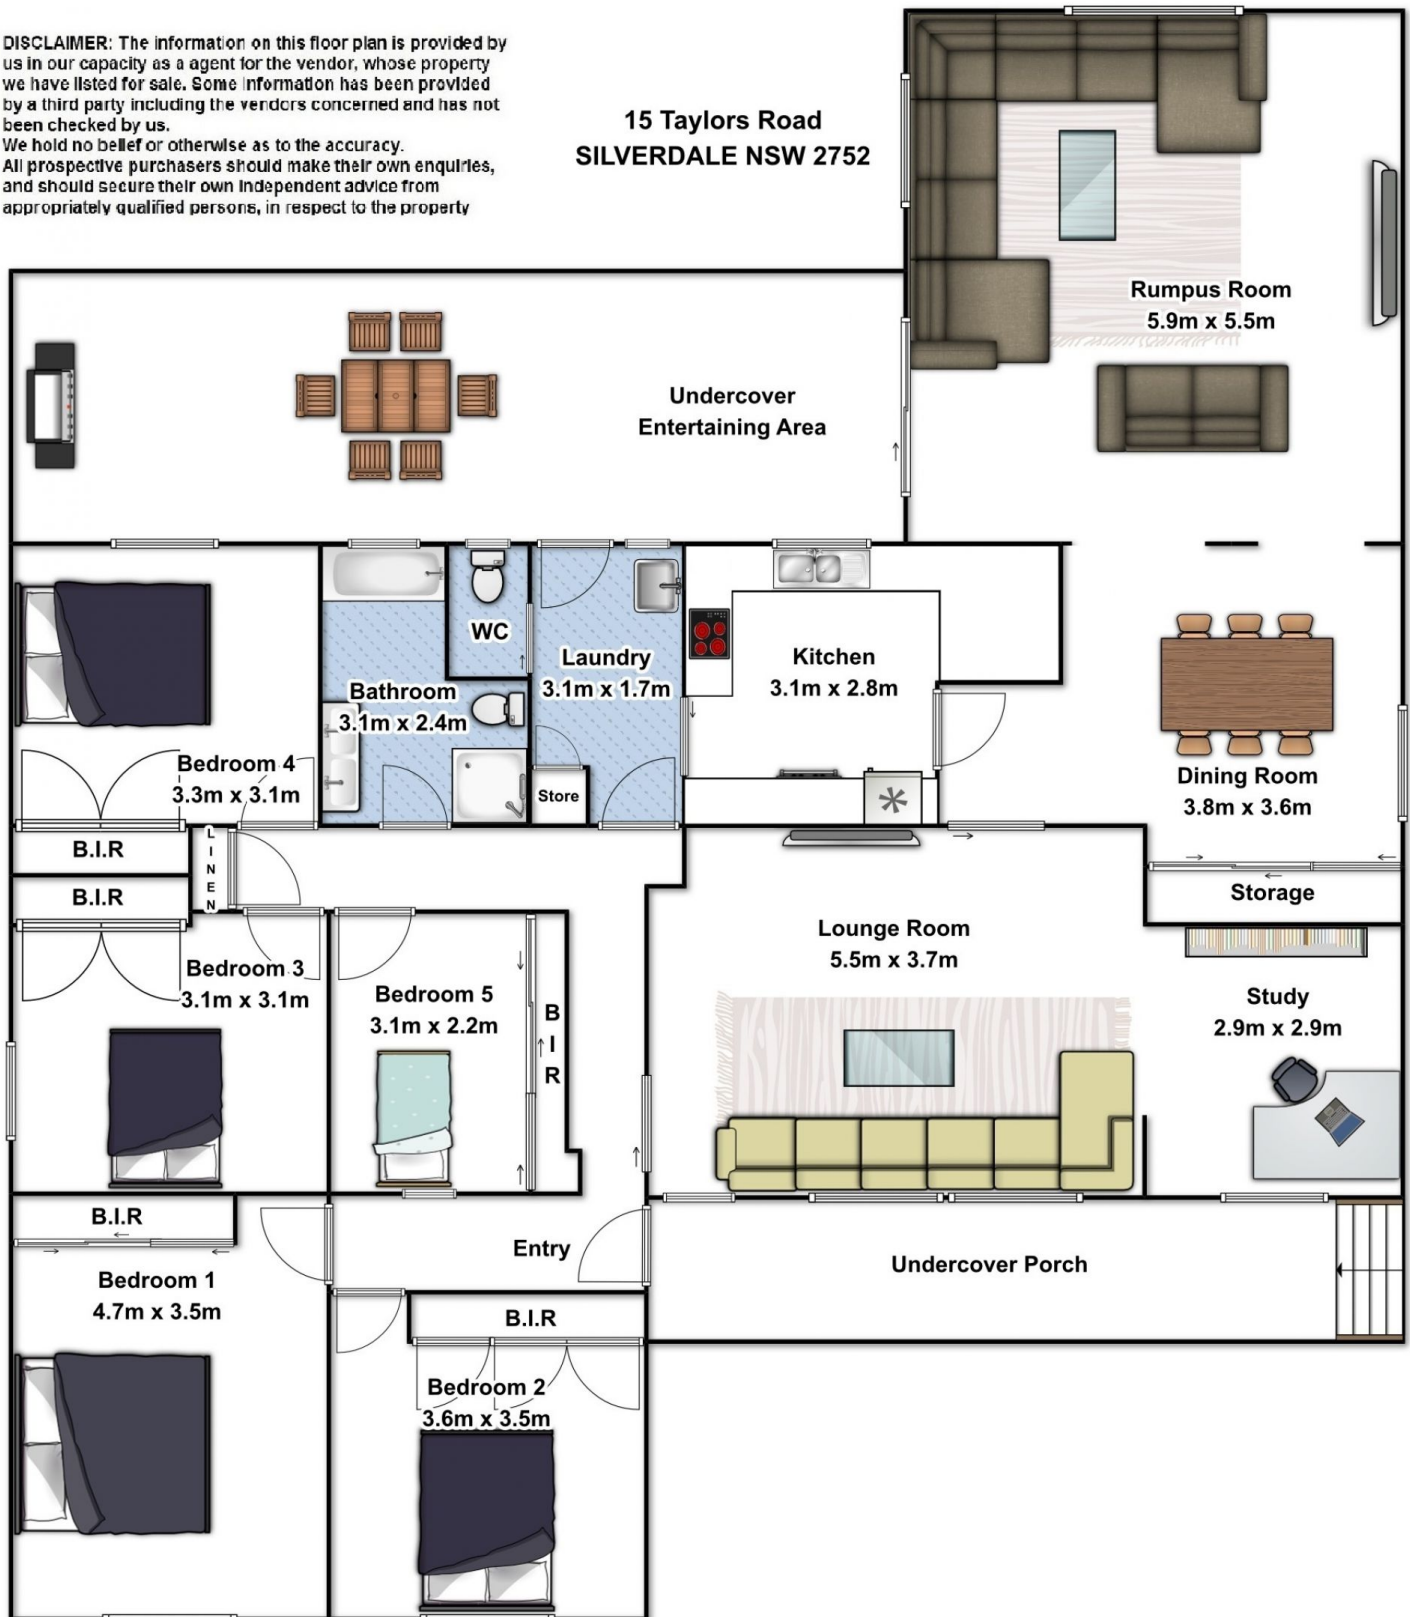 DISCLAIMER: The information on this floor plan is provided by
us in our capacity as a agent for the vendor, whose property
we have listed for sale. Some information has been provided
by a third party including the vendors concerned and has not
been checked by us.
We hold no belief or otherwise as to the accuracy.
All prospective purchasers should make their own enquiries,
and should secure their own independent advice from
appropriately qualified persons, in respect to the property
15 Taylors Road
SILVERDALE NSW 2752
Rumpus Room
5.9m x 5.5m
Undercover
Entertaining Area
WC
Laundry
3.1m x 1.7m
Kitchen
3.1m x 2.8m
Bathroom
3.1m x 2.4m
Bedroom 4
3.3m x 3.1m
Store
Dining Room
3.8m x 3.6m
B.I.R
LINEN
B.I.R
Storage
Lounge Room
5.5m x 3.7m
Bedroom 3
3.1m x 3.1m
Bedroom 5
3.1m x 2.2m
BIR
Study
2.9m x 2.9m
B.I.R
Entry
Undercover Porch
Bedroom 1
4.7m x 3.5m
B.I.R
Bedroom 2
3.6m x 3.5m